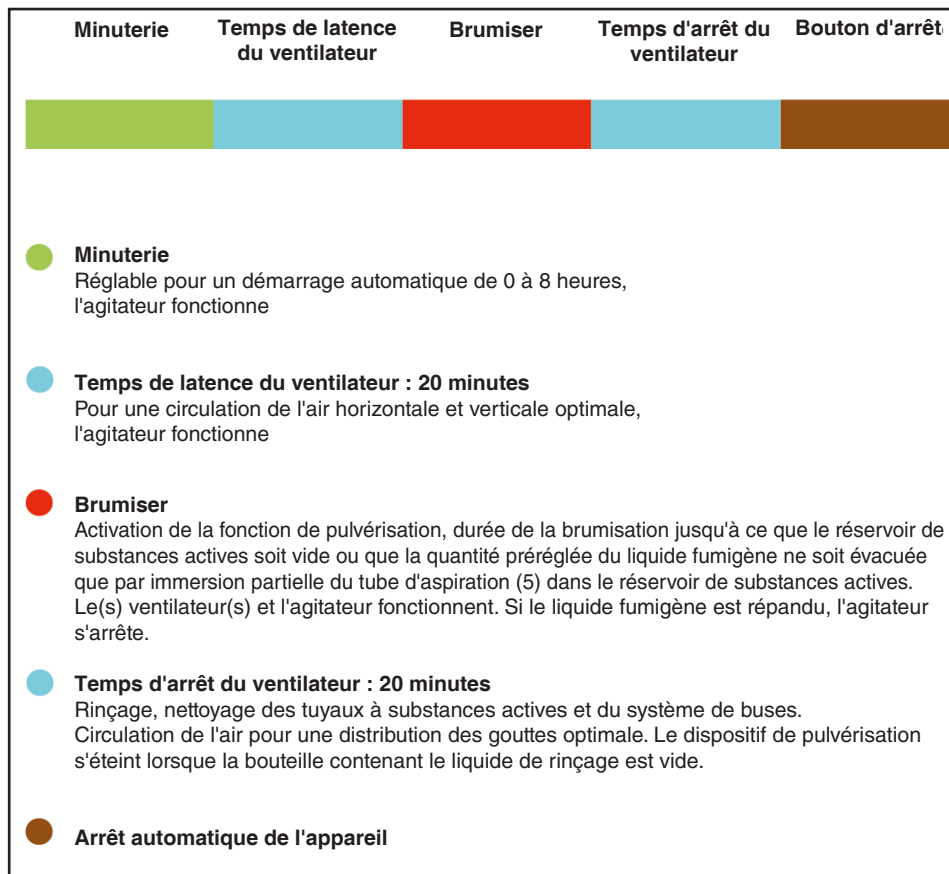 Minuterie
Temps de latence
du ventilateur
Brumiser
Temps d'arrêt du
ventilateur
Bouton d'arrêt
Minuterie
Réglable pour un démarrage automatique de 0 à 8 heures,
l'agitateur fonctionne
Temps de latence du ventilateur : 20 minutes
Pour une circulation de l'air horizontale et verticale optimale,
l'agitateur fonctionne
Brumiser
Activation de la fonction de pulvérisation, durée de la brumisation jusqu'à ce que le réservoir de
substances actives soit vide ou que la quantité préréglée du liquide fumigène ne soit évacuée
que par immersion partielle du tube d'aspiration (5) dans le réservoir de substances actives.
Le(s) ventilateur(s) et l'agitateur fonctionnent. Si le liquide fumigène est répandu, l'agitateur
s'arrête.
Temps d'arrêt du ventilateur : 20 minutes
Rinçage, nettoyage des tuyaux à substances actives et du système de buses.
Circulation de l'air pour une distribution des gouttes optimale. Le dispositif de pulvérisation
s'éteint lorsque la bouteille contenant le liquide de rinçage est vide.
Arrêt automatique de l'appareil